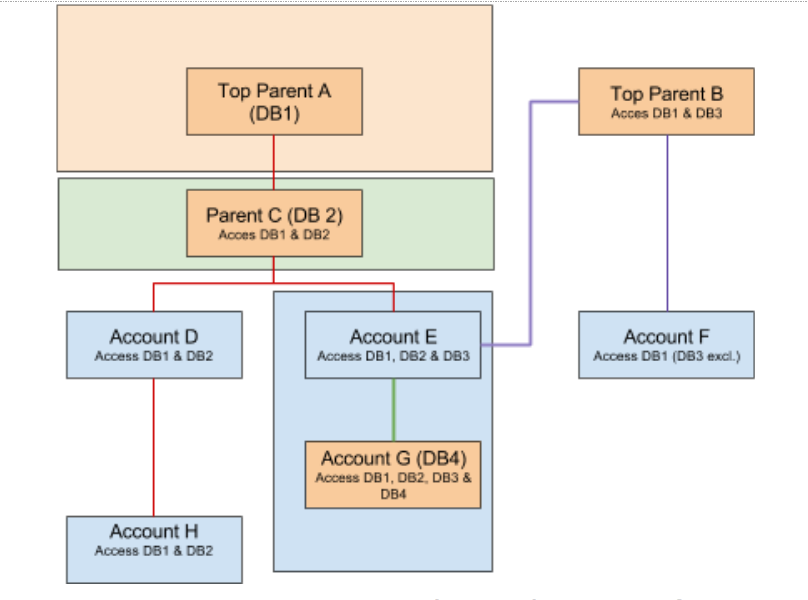 Top Parent A
(DB1)
Top Parent B
Acces DB1 & DB3
Parent C (DB 2)
Acces DB1 & DB2
Account D
Access DB1 & DB2
Account E
Access DB1, DB2 & DB3
Account F
Access DB1 (DB3 excl.)
Account G (DB4)
Access DB1, DB2, DB3 &
DB4
Account H
Access DB1 & DB2